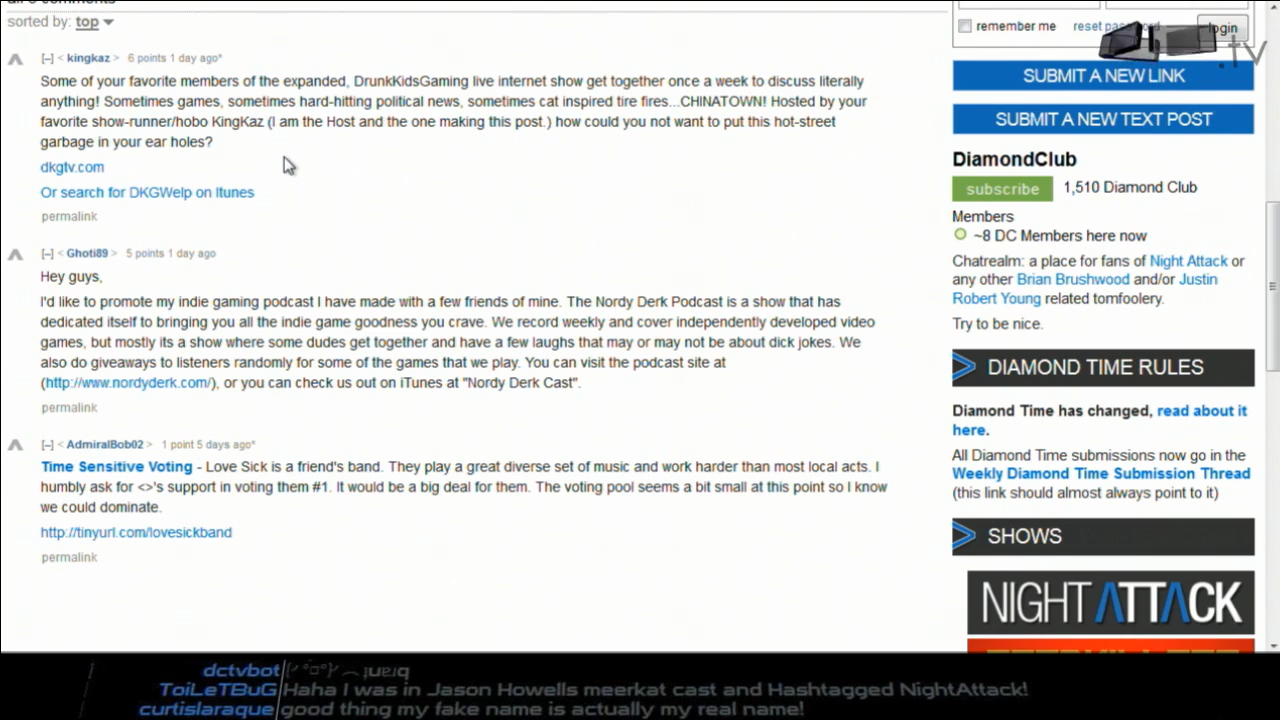 sorted by: top
remember me
login
SUBMIT A NEW LINK
SUBMIT A NEW TEXT POST
DiamondClub
subscribe 1,510 Diamond Club
Members
~8 DC Members here now
Chatrealm: a place for fans of Night Attack or
any other Brian Brushwood and/or Justin
Robert Young related tomfoolery.
Try to be nice.
DIAMOND TIME RULES
Diamond Time has changed, read about it
here.
All Diamond Time submissions now go in the
Weekly Diamond Time Submission Thread
(this link should almost always point to it)
SHOWS
NIGHT ATTACK
[–] < kingkaz > 6 points 1 day ago*
Some of your favorite members of the expanded, DrunkKidsGaming live internet show get together once a week to discuss literally
anything! Sometimes games, sometimes hard-hitting political news, sometimes cat inspired tire fires...CHINATOWN! Hosted by your
favorite show-runner/hobo KingKaz (I am the Host and the one making this post.) how could you not want to put this hot-street
garbage in your ear holes?
dkgtv.com
Or search for DKGWelp on Itunes
permalink
[–] < Ghoti89 > 5 points 1 day ago
Hey guys,
I'd like to promote my indie gaming podcast I have made with a few friends of mine. The Nordy Derk Podcast is a show that has
dedicated itself to bringing you all the indie game goodness you crave. We record weekly and cover independently developed video
games, but mostly its a show where some dudes get together and have a few laughs that may or may not be about dick jokes. We
also do giveaways to listeners randomly for some of the games that we play. You can visit the podcast site at
(http://www.nordyderk.com/), or you can check us out on iTunes at "Nordy Derk Cast".
permalink
[–] < AdmiralBob02 > 1 point 5 days ago*
Time Sensitive Voting - Love Sick is a friend's band. They play a great diverse set of music and work harder than most local acts. I
humbly ask for <>'s support in voting them #1. It would be a big deal for them. The voting pool seems a bit small at this point so I know
we could dominate.
http://tinyurl.com/lovesickband
permalink
dctvbot
ToiLeTBuG Haha I was in Jason Howells meerkat cast and Hashtagged NightAttack!
curtislaraque good thing my fake name is actually my real name!
.tv